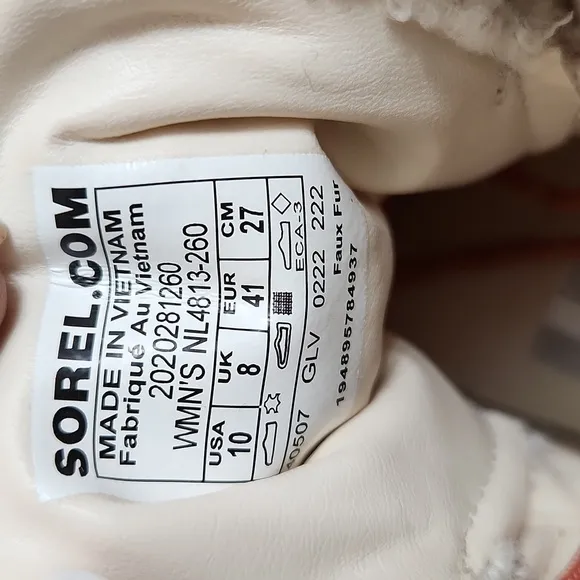 SOREL.COM
MADE IN VIETNAM
Fabriqué Au Vietnam
2020281260
WMN'S NL4813-260
USA UK EUR CM
10 8 41 27
ECA-3
GLV 0222 222
Faux Fur
194895784937